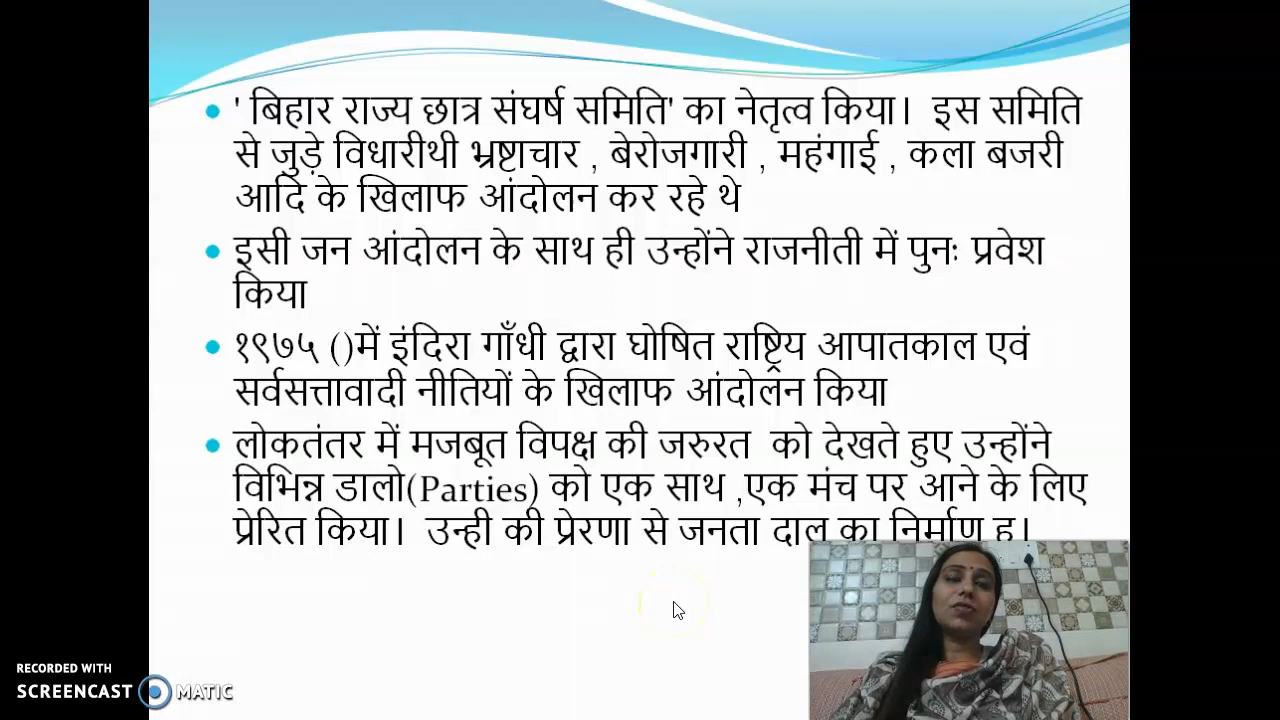 ' बिहार राज्य छात्र संघर्ष समिति' का नेतृत्व किया। इस समिति
से जुड़े विधारीथी भ्रष्टाचार , बेरोजगारी , महंगाई , कला बजरी
आदि के खिलाफ आंदोलन कर रहे थे
इसी जन आंदोलन के साथ ही उन्होंने राजनीती में पुनः प्रवेश
किया
१९७५ ()में इंदिरा गाँधी द्वारा घोषित राष्ट्रिय आपातकाल एवं
सर्वसत्तावादी नीतियों के खिलाफ आंदोलन किया
लोकतंतर में मजबूत विपक्ष की जरुरत को देखते हुए उन्होंने
विभिन्न डालो(Parties) को एक साथ ,एक मंच पर आने के लिए
प्रेरित किया। उन्ही की प्रेरणा से जनता दाल का निर्माण ह।
RECORDED WITH
SCREENCAST MATIC